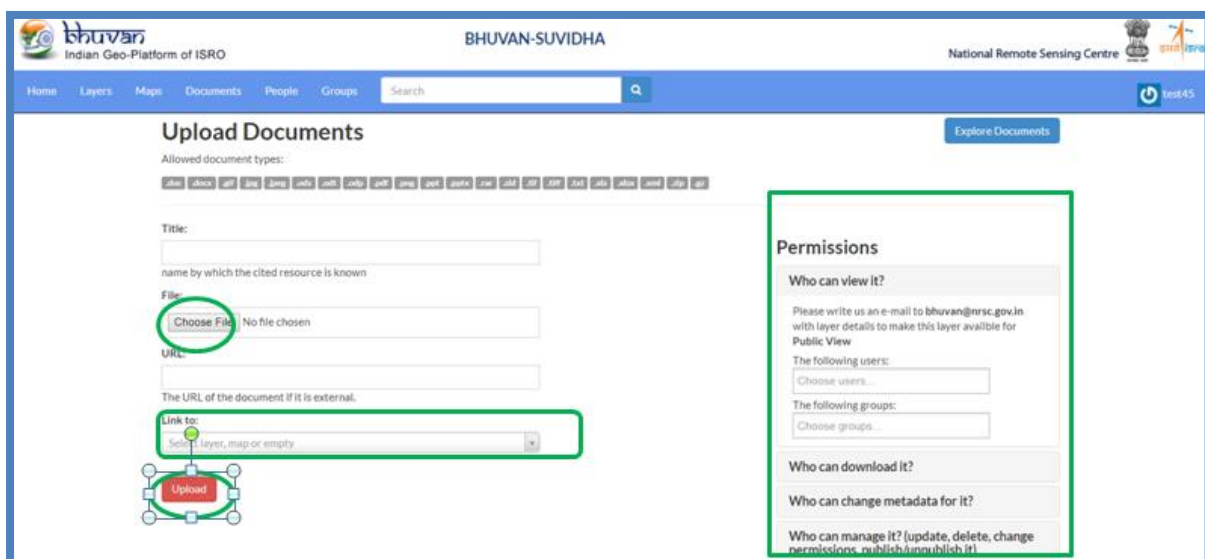 bhuvan
Indian Geo-Platform of ISRO
BHUVAN-SUVIDHA
National Remote Sensing Centre
इसरो isro
Home Layers Maps Documents People Groups Search
test45
Upload Documents
Explore Documents
Allowed document types:
.doc .docx .gif .jpg .jpeg .ods .odt .odp .pdf .png .ppt .pptx .rar .sld .tif .tiff .txt .xls .xlsx .xml .zip .gz
Title:
name by which the cited resource is known
File:
Choose File No file chosen
URL:
The URL of the document if it is external.
Link to:
Select layer, map or empty
Upload
Permissions
Who can view it?
Please write us an e-mail to bhuvan@nrsc.gov.in
with layer details to make this layer availble for
Public View
The following users:
Choose users...
The following groups:
Choose groups...
Who can download it?
Who can change metadata for it?
Who can manage it? (update, delete, change
permissions, publish/unpublish it)